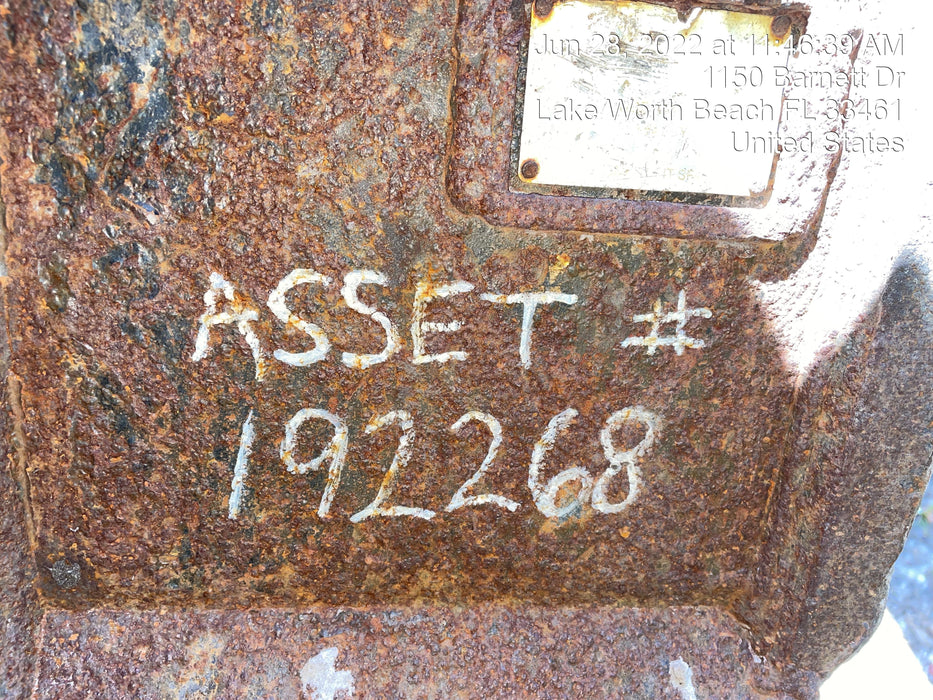 Jun 28, 2022 at 11:46:39 AM
1150 Barnett Dr
Lake Worth Beach FL 33461
United States
ASSET #
192268